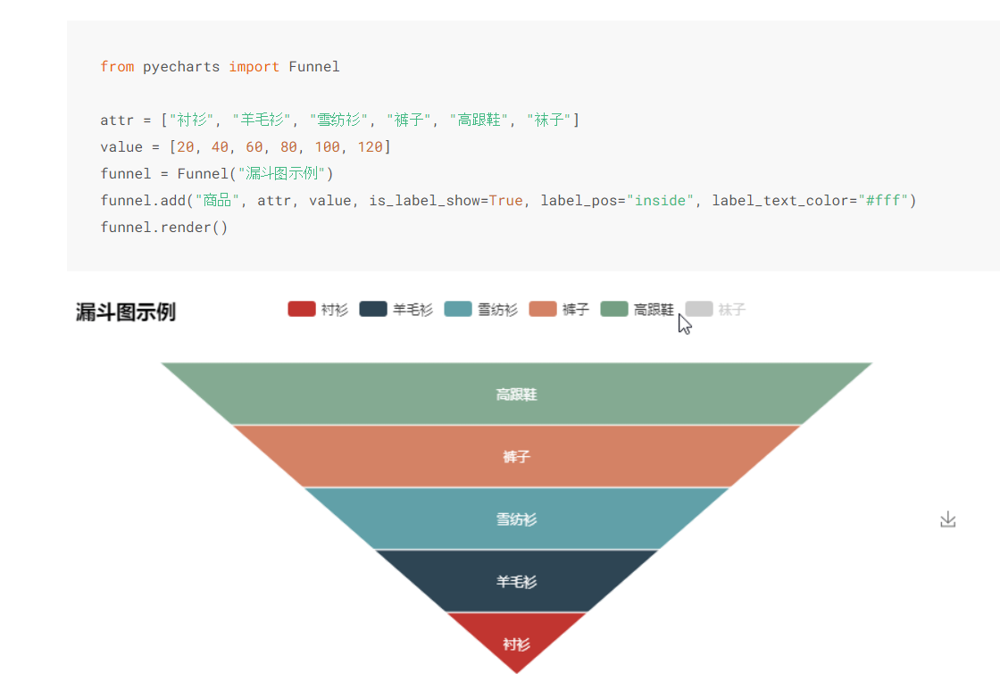 from pyecharts import Funnel
attr = ["衬衫", "羊毛衫", "雪纺衫", "裤子", "高跟鞋", "袜子"]
value = [20, 40, 60, 80, 100, 120]
funnel = Funnel("漏斗图示例")
funnel.add("商品", attr, value, is_label_show=True, label_pos="inside", label_text_color="#fff")
funnel.render()
漏斗图示例 衬衫 羊毛衫 雪纺衫 裤子 高跟鞋 袜子
高跟鞋
裤子
雪纺衫
羊毛衫
衬衫